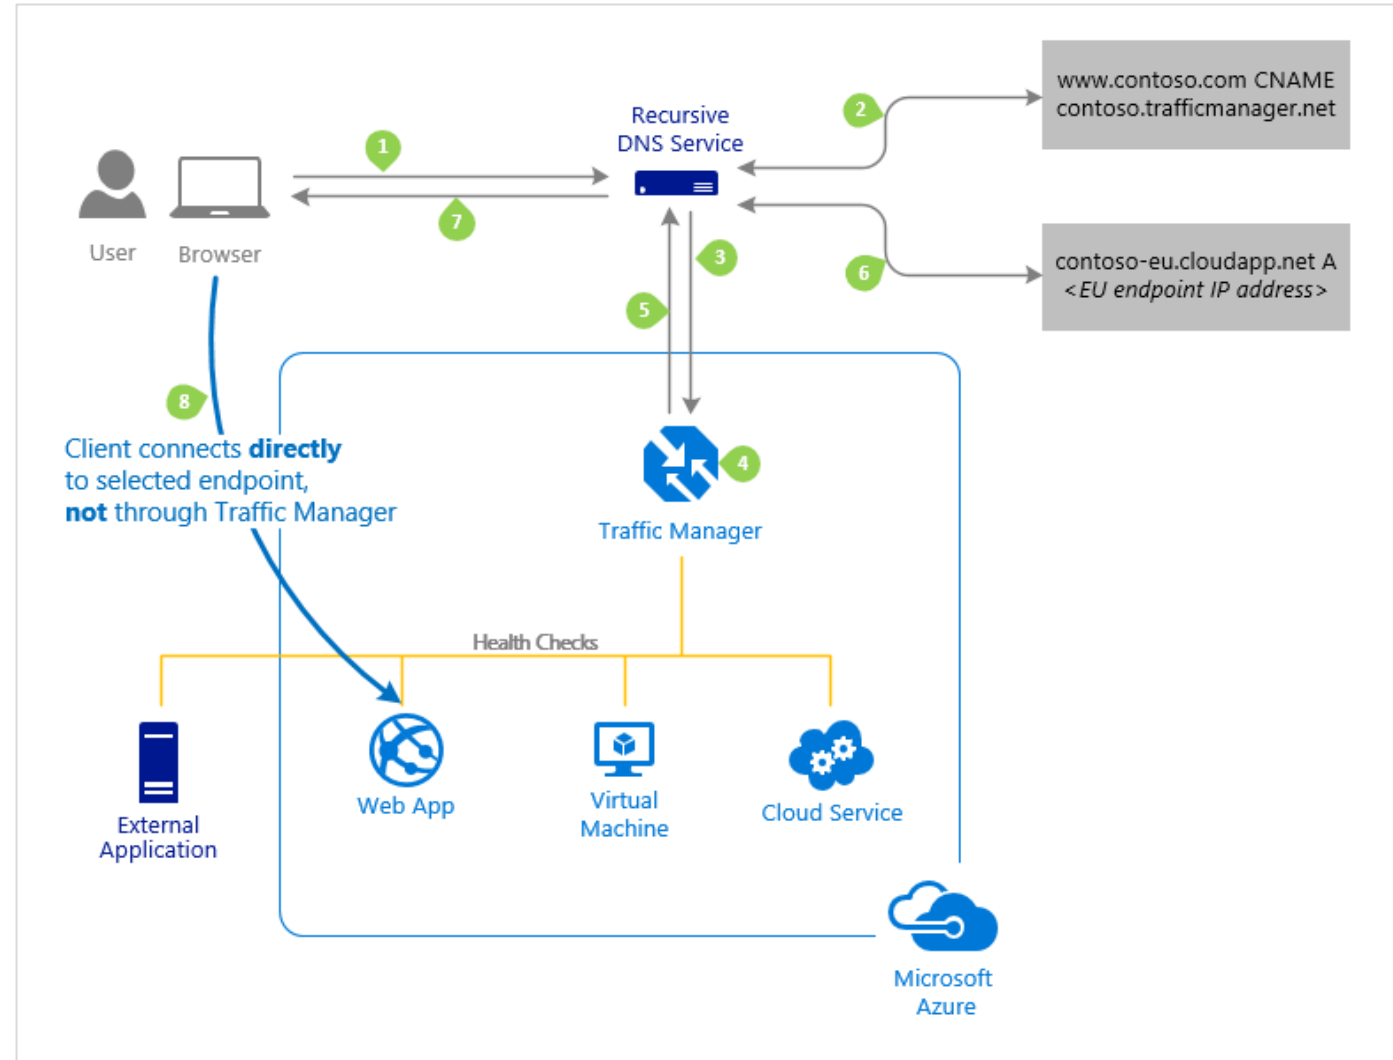 www.contoso.com CNAME
contoso.trafficmanager.net
2
Recursive
DNS Service
1
7
User
Browser
3
contoso-eu.cloudapp.net A
<EU endpoint IP address>
6
5
8
Client connects directly
to selected endpoint,
not through Traffic Manager
4
Traffic Manager
Health Checks
External
Application
Web App
Virtual
Machine
Cloud Service
Microsoft
Azure